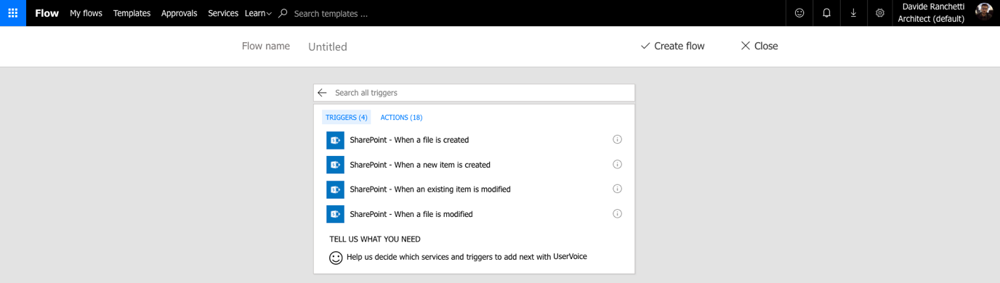 Flow My flows Templates Approvals Services Learn Search templates ... Davide Ranchetti
Architect (default)
Flow name Untitled Create flow Close
Search all triggers
TRIGGERS (4) ACTIONS (18)
SharePoint - When a file is created
SharePoint - When a new item is created
SharePoint - When an existing item is modified
SharePoint - When a file is modified
TELL US WHAT YOU NEED
Help us decide which services and triggers to add next with UserVoice